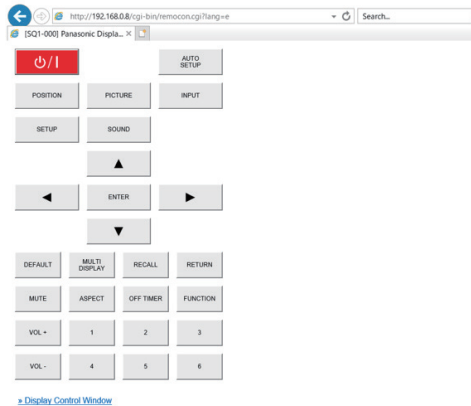 http://192.168.0.8/cgi-bin/remocon.cgi?lang=e
Search...
[SQ1-000] Panasonic Displa...
AUTO
SETUP
POSITION PICTURE INPUT
SETUP SOUND
ENTER
DEFAULT MULTI DISPLAY RECALL RETURN
MUTE ASPECT OFF TIMER FUNCTION
VOL + 1 2 3
VOL - 4 5 6
» Display Control Window